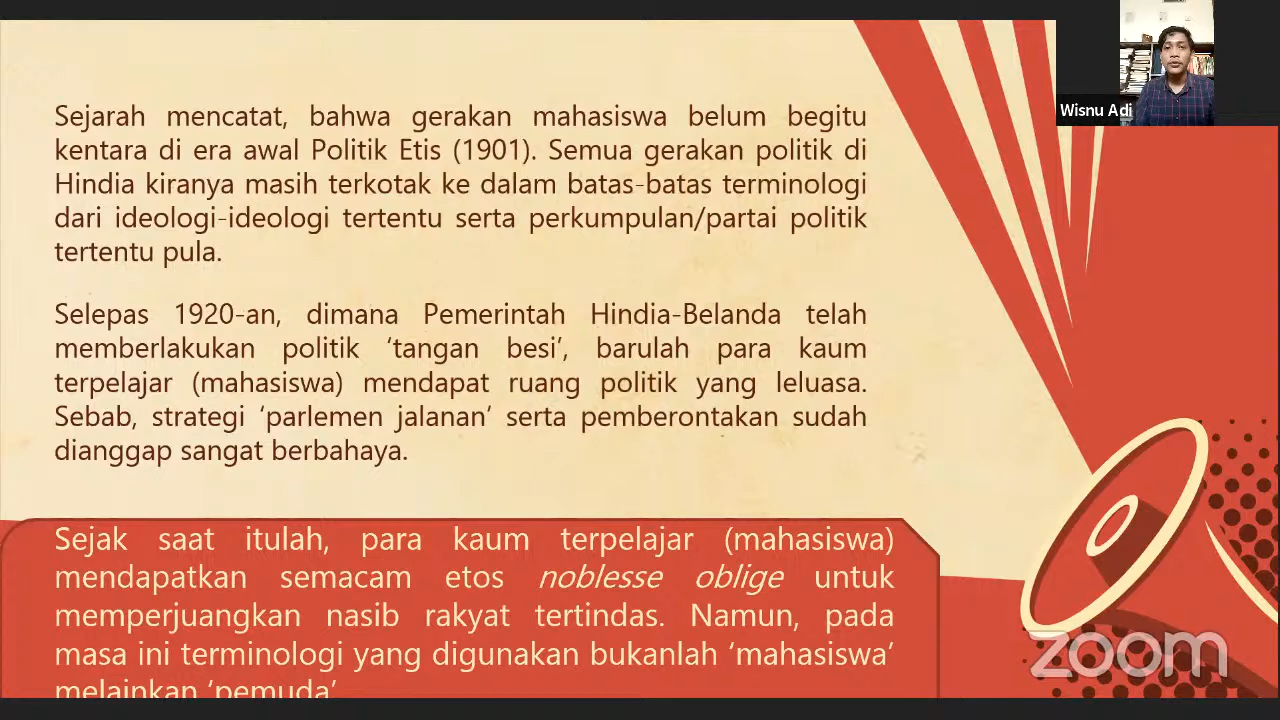 Sejarah mencatat, bahwa gerakan mahasiswa belum begitu
kentara di era awal Politik Etis (1901). Semua gerakan politik di
Hindia kiranya masih terkotak ke dalam batas-batas terminologi
dari ideologi-ideologi tertentu serta perkumpulan/partai politik
tertentu pula.
Selepas 1920-an, dimana Pemerintah Hindia-Belanda telah
memberlakukan politik ‘tangan besi’, barulah para kaum
terpelajar (mahasiswa) mendapat ruang politik yang leluasa.
Sebab, strategi ‘parlemen jalanan’ serta pemberontakan sudah
dianggap sangat berbahaya.
Sejak saat itulah, para kaum terpelajar (mahasiswa)
mendapatkan semacam etos noblesse oblige untuk
memperjuangkan nasib rakyat tertindas. Namun, pada
masa ini terminologi yang digunakan bukanlah ‘mahasiswa’
melainkan ‘pemuda’
Wisnu Adi
zoom